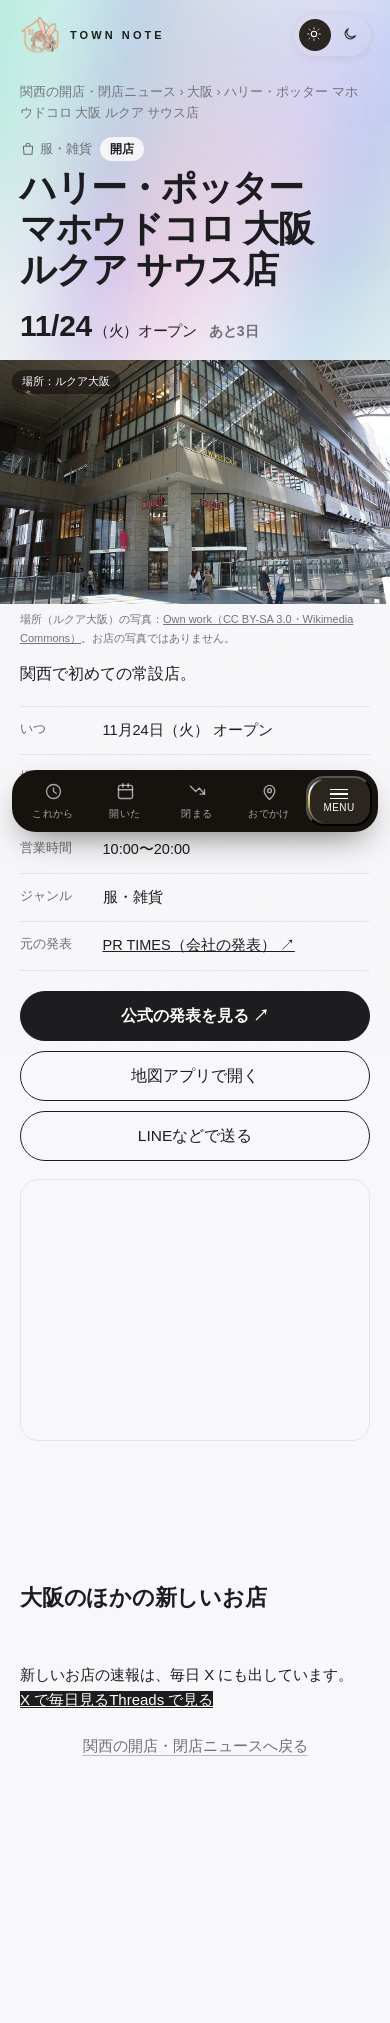 TOWN NOTE
関西の開店・閉店ニュース › 大阪 › ハリー・ポッター マホ
ウドコロ 大阪 ルクア サウス店
服・雑貨 開店
ハリー・ポッター
マホウドコロ 大阪
ルクア サウス店
11/24（火）オープン あと3日
場所：ルクア大阪
場所（ルクア大阪）の写真：Own work（CC BY-SA 3.0・Wikimedia
Commons）。お店の写真ではありません。
関西で初めての常設店。
いつ 11月24日（火） オープン
これから 開いた 閉まる おでかけ MENU
営業時間 10:00〜20:00
ジャンル 服・雑貨
元の発表 PR TIMES（会社の発表） ↗
公式の発表を見る ↗
地図アプリで開く
LINEなどで送る
大阪のほかの新しいお店
新しいお店の速報は、毎日 X にも出しています。
X で毎日見るThreads で見る
関西の開店・閉店ニュースへ戻る